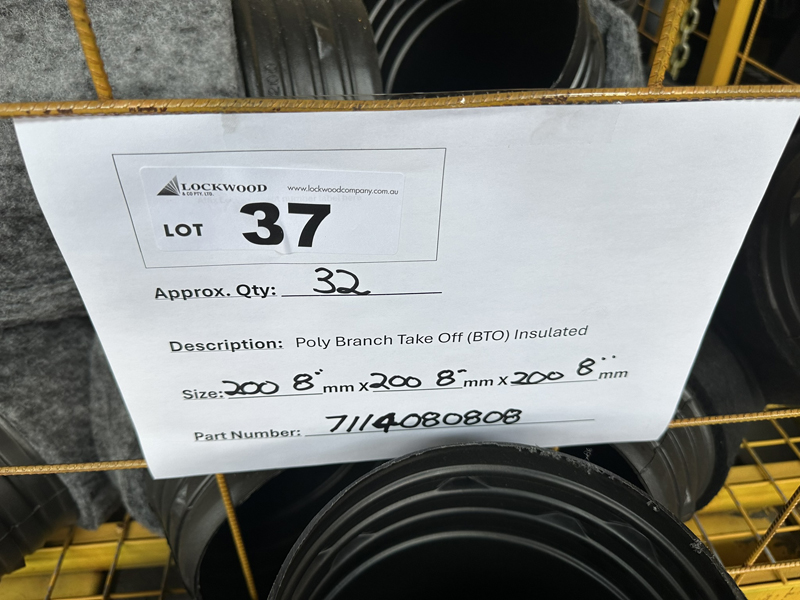 LOCKWOOD www.lockwoodcompany.com.au
& CO PTY. LTD.
LOT 37
Approx. Qty: 32
Description: Poly Branch Take Off (BTO) Insulated
Size: 200 8" mm x 200 8" mm x 200 8" mm
Part Number: 7114080808